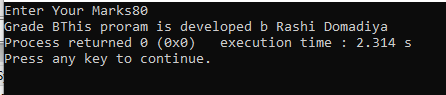 Enter Your Marks80
Grade BThis proram is developed b Rashi Domadiya
Process returned 0 (0x0)   execution time : 2.314 s
Press any key to continue.